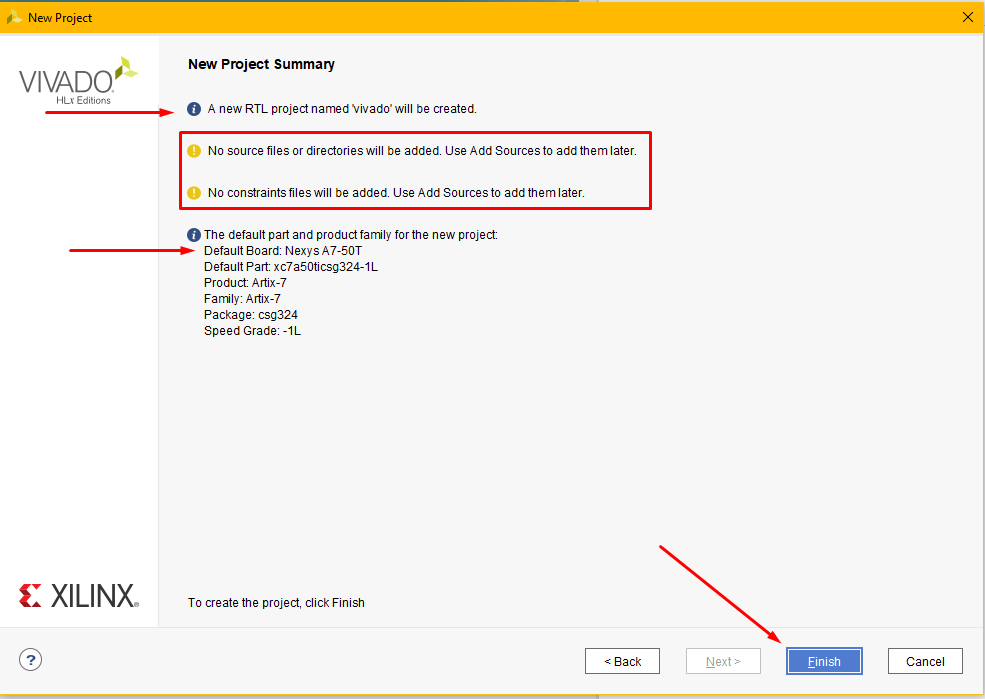 New Project
VIVADO
HLx Editions
New Project Summary
A new RTL project named 'vivado' will be created.
No source files or directories will be added. Use Add Sources to add them later.
No constraints files will be added. Use Add Sources to add them later.
The default part and product family for the new project:
Default Board: Nexys A7-50T
Default Part: xc7a50ticsg324-1L
Product: Artix-7
Family: Artix-7
Package: csg324
Speed Grade: -1L
XILINX
To create the project, click Finish
?
< Back
Next >
Finish
Cancel